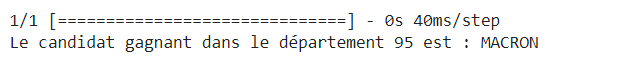 1/1 [==============================] - 0s 40ms/step
Le candidat gagnant dans le département 95 est : MACRON